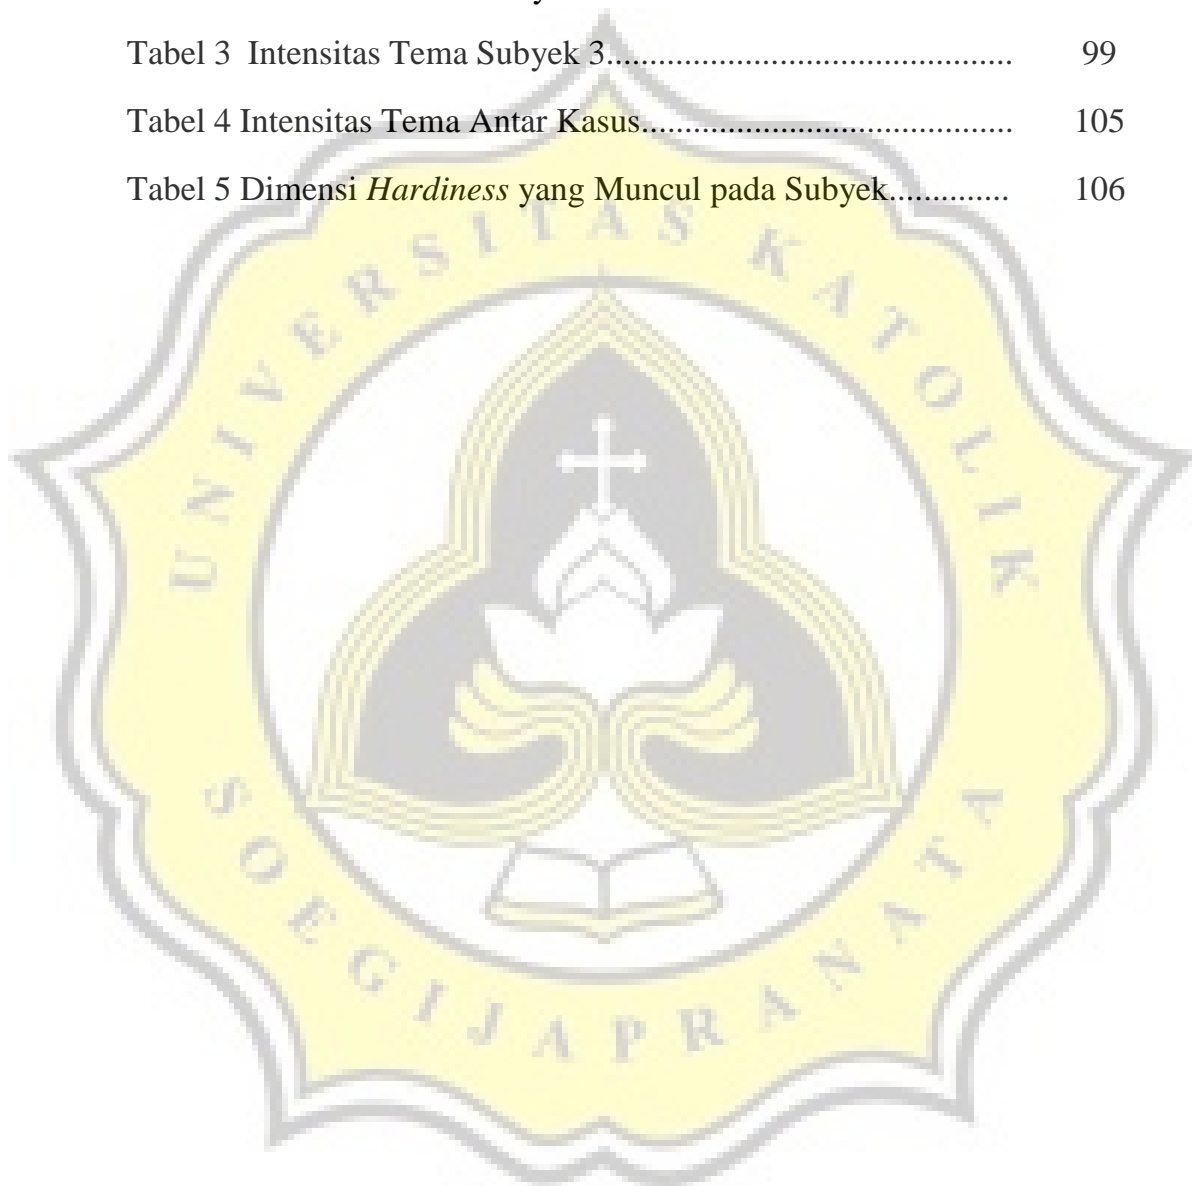 Tabel 3  Intensitas Tema Subyek 3........................................... 99
Tabel 4 Intensitas Tema Antar Kasus....................................... 105
Tabel 5 Dimensi Hardiness yang Muncul pada Subyek............. 106
UNIVERSITAS KATOLIK
SOEGIJAPRANATA